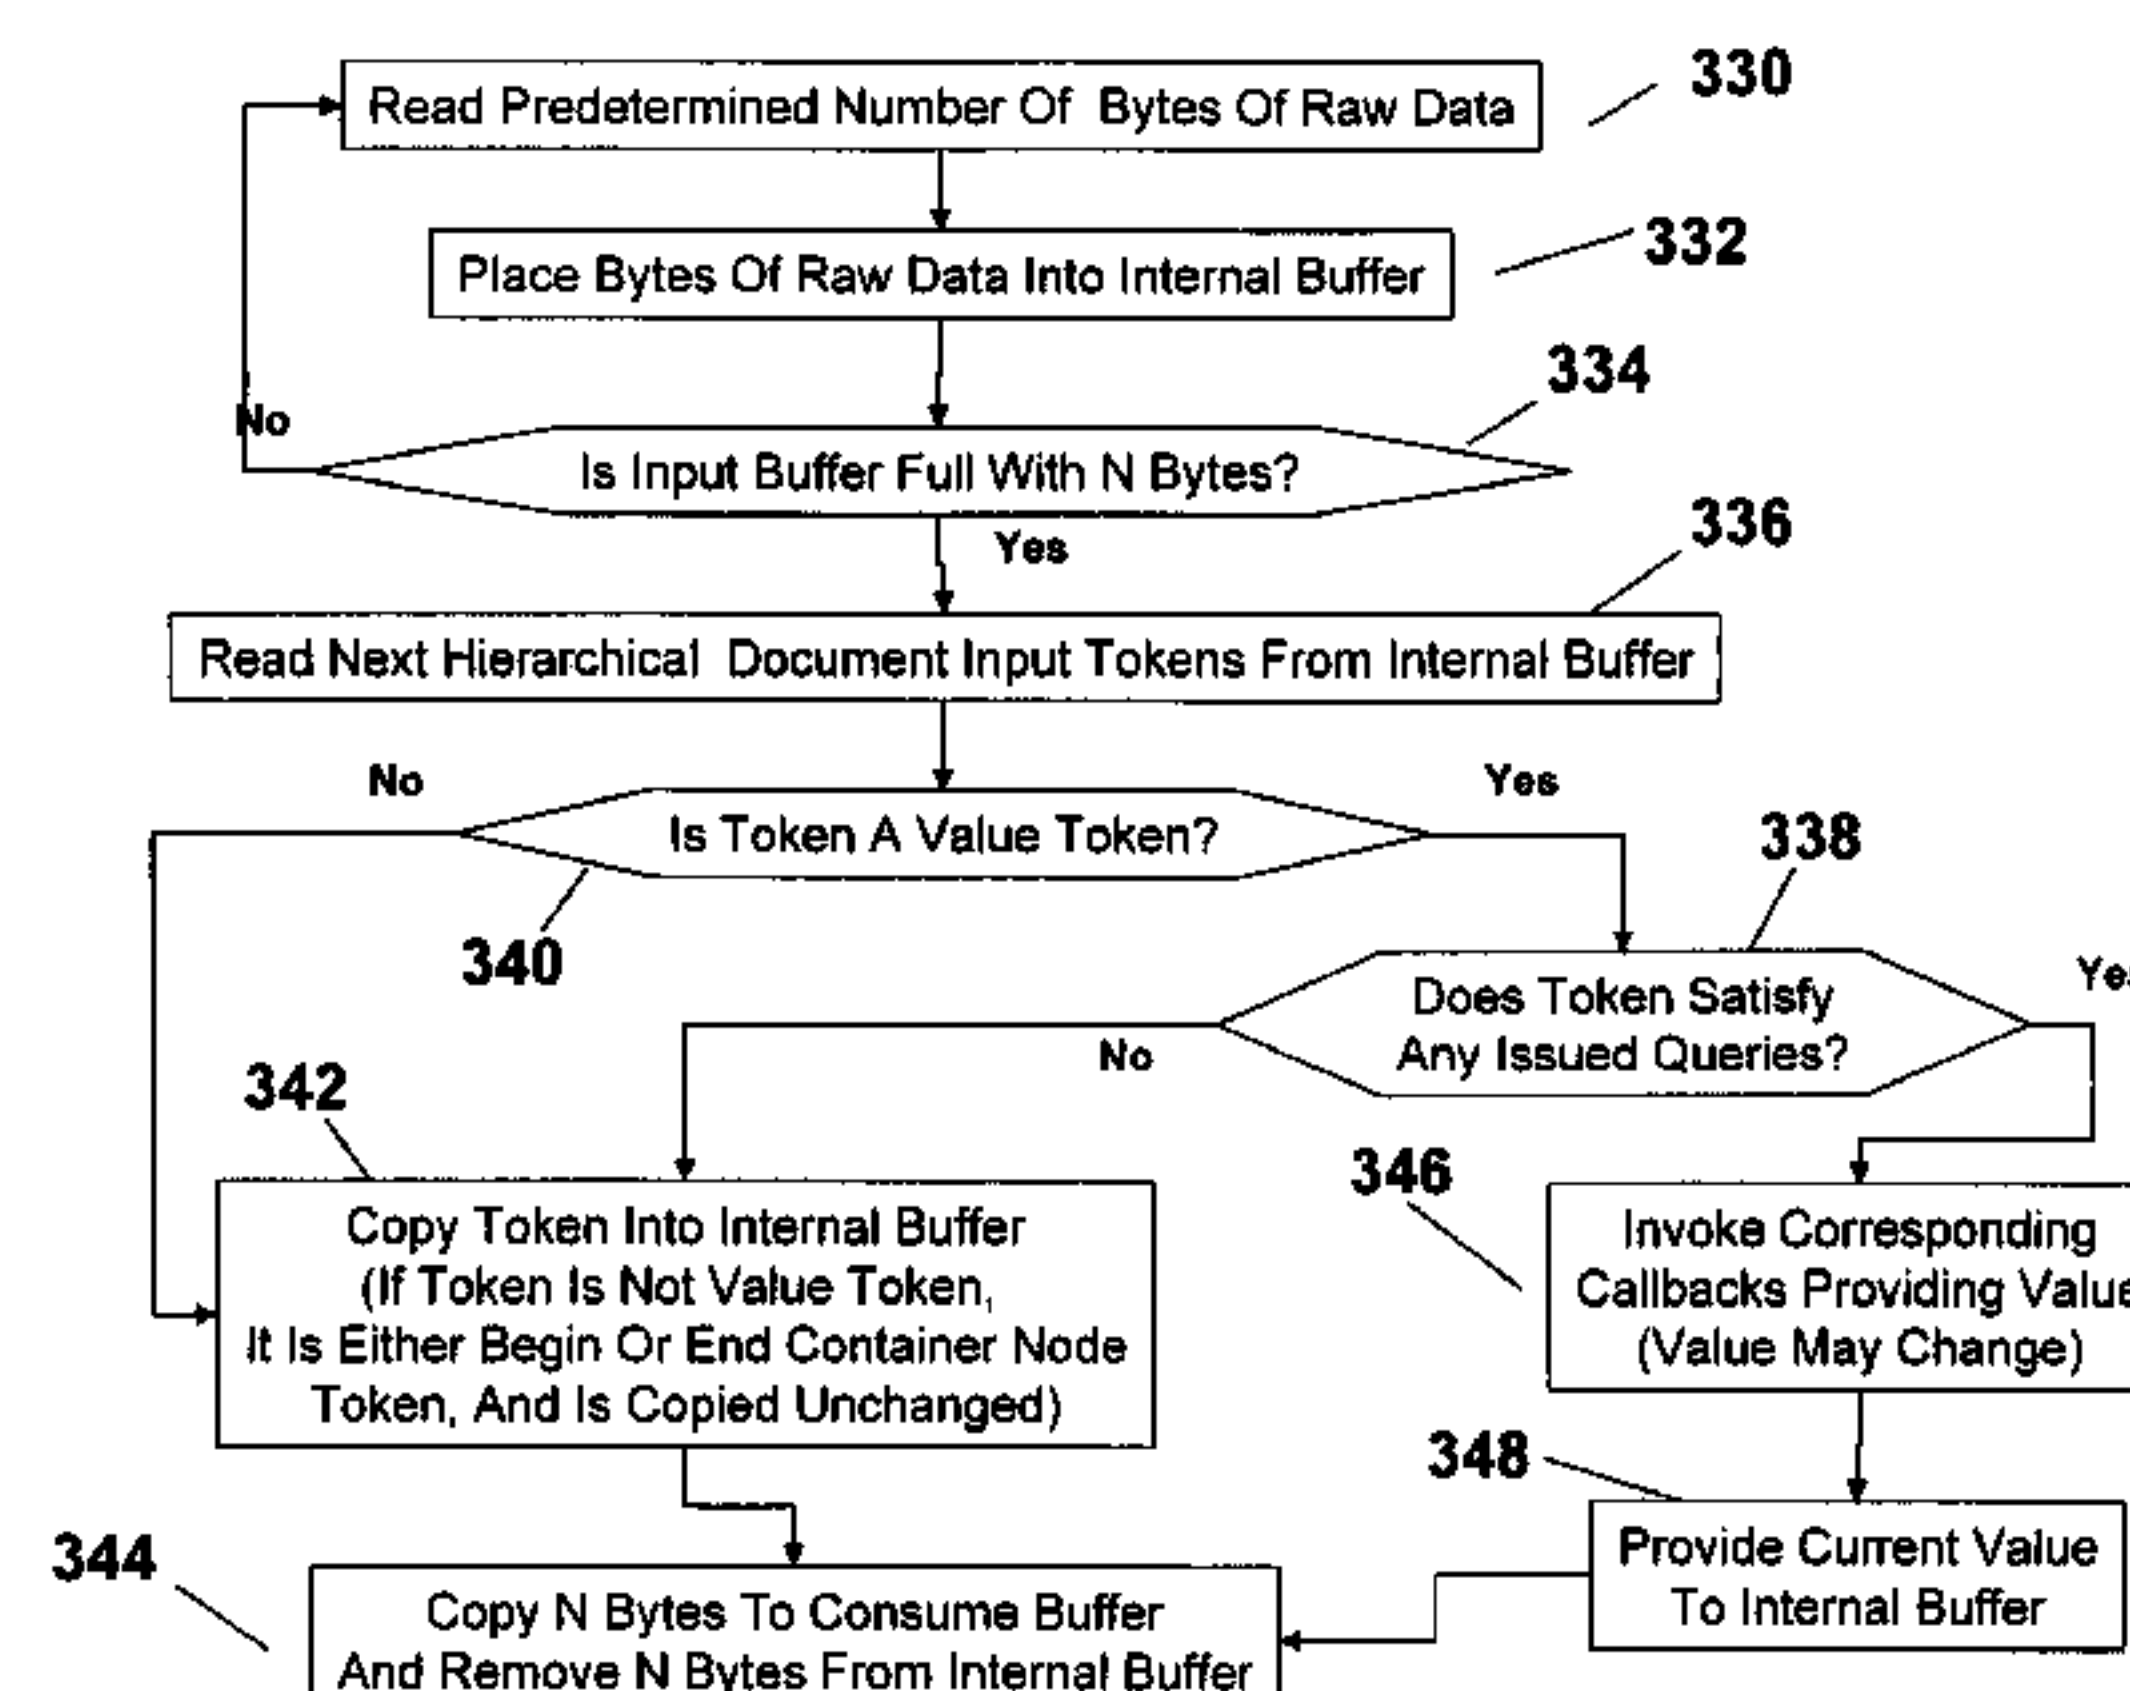 330
Read Predetermined Number Of Bytes Of Raw Data
332
Place Bytes Of Raw Data Into Internal Buffer
334
No
Is Input Buffer Full With N Bytes?
Yes
336
Read Next Hierarchical Document Input Tokens From Internal Buffer
No
Yes
Is Token A Value Token?
338
340
Does Token Satisfy
Any Issued Queries?
Yes
No
342
346
Copy Token Into Internal Buffer
(If Token Is Not Value Token,
It Is Either Begin Or End Container Node
Token, And Is Copied Unchanged)
Invoke Corresponding
Callbacks Providing Value
(Value May Change)
348
Provide Current Value
To Internal Buffer
344
Copy N Bytes To Consume Buffer
And Remove N Bytes From Internal Buffer